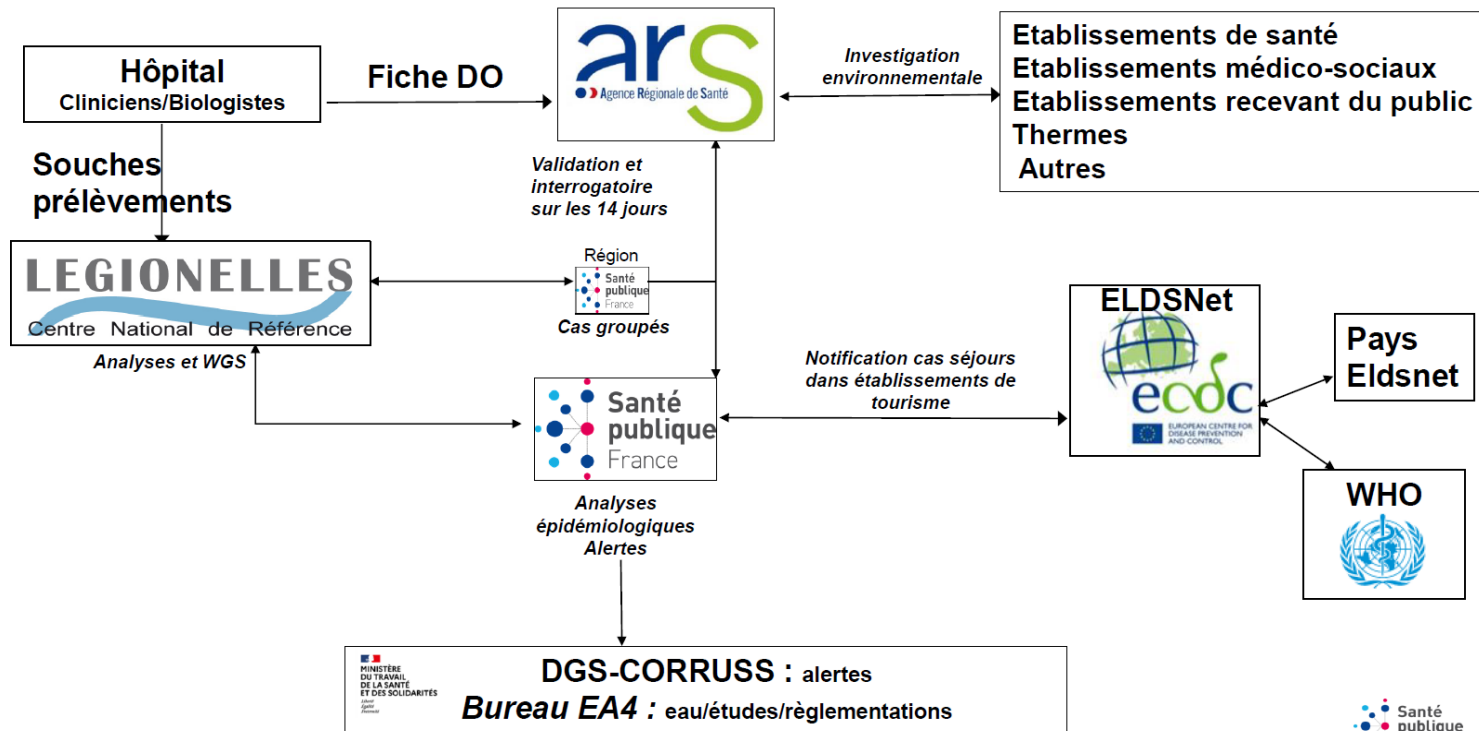 Hôpital
Cliniciens/Biologistes
Fiche DO
ars
Agence Régionale de Santé
Investigation
environnementale
Etablissements de santé
Etablissements médico-sociaux
Etablissements recevant du public
Thermes
Autres
Souches
prélèvements
Validation et
interrogatoire
sur les 14 jours
LEGIONELLES
Centre National de Référence
Analyses et WGS
Région
Santé
publique
France
Cas groupés
ELDSNet
ecdc
EUROPEAN CENTRE FOR
DISEASE PREVENTION
AND CONTROL
Notification cas séjours
dans établissements de
tourisme
Pays
Eldsnet
Santé
publique
France
WHO
Analyses
épidémiologiques
Alertes
MINISTÈRE
DU TRAVAIL
DE LA SANTÉ
ET DES SOLIDARITÉS
Liberté
Égalité
Fraternité
DGS-CORRUSS : alertes
Bureau EA4 : eau/études/règlementations
Santé
publique